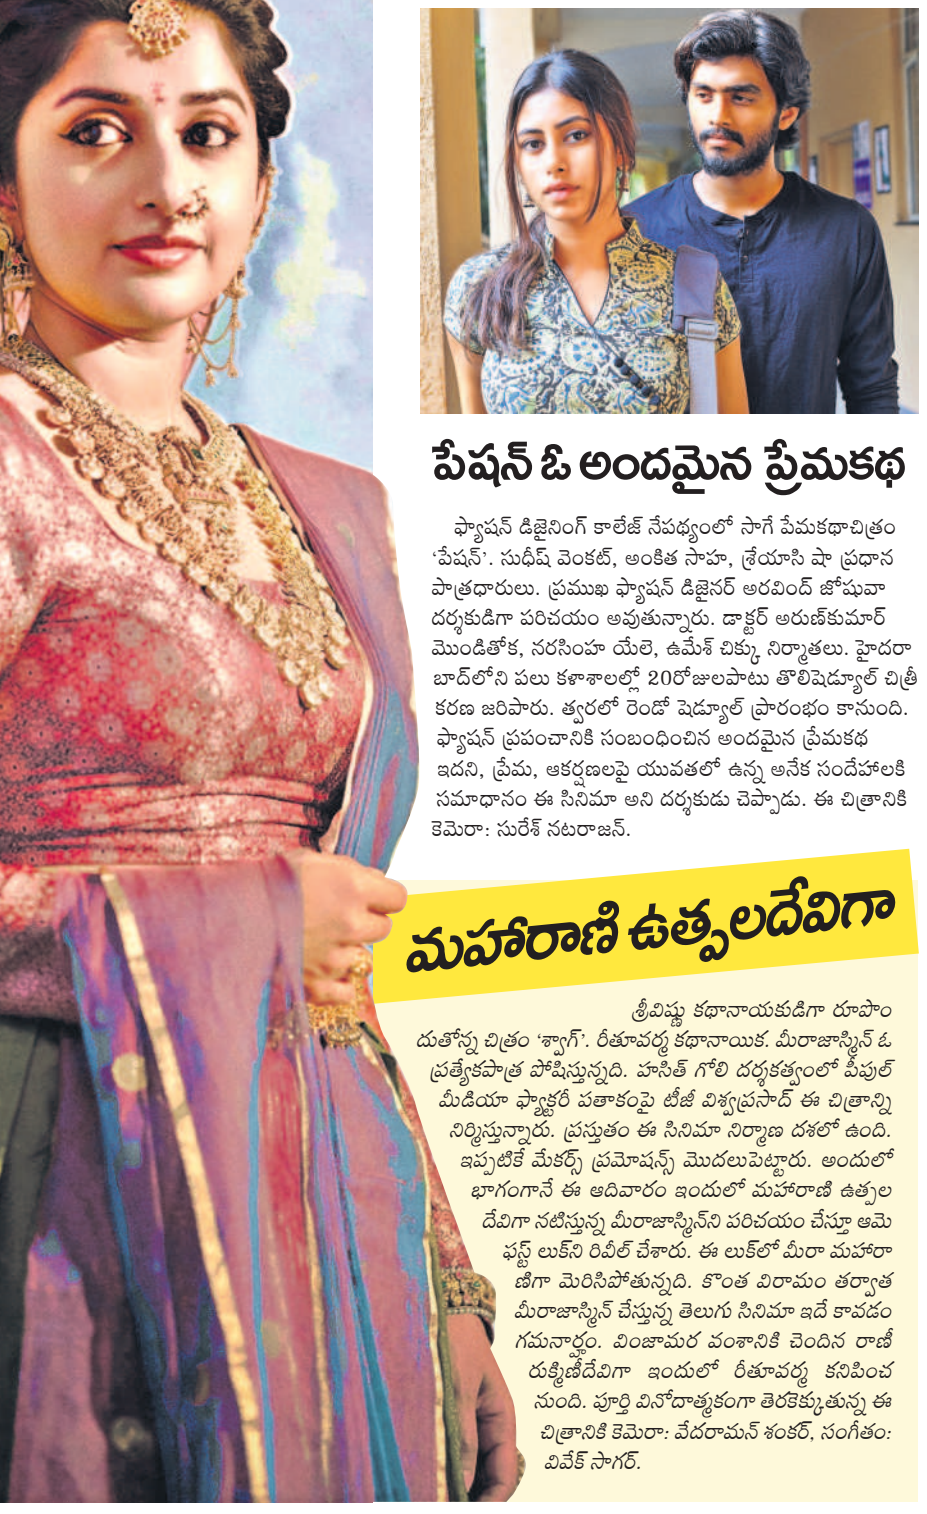 పేషన్ ఓ అందమైన ప్రేమకథ
ఫ్యాషన్ డిజైనింగ్ కాలేజ్ నేపథ్యంలో సాగే పేమకథాచిత్రం
‘పేషన్’. సుధీష్ వెంకట్, అంకిత సాహ, శ్రేయాసి షా ప్రధాన
పాత్రధారులు. ప్రముఖ ఫ్యాషన్ డిజైనర్ అరవింద్ జోషువా
దర్శకుడిగా పరిచయం అవుతున్నారు. డాక్టర్ అరుణ్‌కుమార్
మొండితోక, నరసింహ యేలె, ఉమేశ్ చిక్కు నిర్మాతలు. హైదరా
బాద్‌లోని పలు కళాశాలల్లో 20రోజులపాటు తొలిషెడ్యూల్ చిత్రీ
కరణ జరిపారు. త్వరలో రెండో షెడ్యూల్ ప్రారంభం కానుంది.
ఫ్యాషన్ ప్రపంచానికి సంబంధించిన అందమైన ప్రేమకథ
ఇదని, ప్రేమ, ఆకర్షణలపై యువతలో ఉన్న అనేక సందేహాలకి
సమాధానం ఈ సినిమా అని దర్శకుడు చెప్పాడు. ఈ చిత్రానికి
కెమెరా: సురేశ్ నటరాజన్.
మహారాణి ఉత్పలదేవిగా
శ్రీవిష్ణు కథానాయకుడిగా రూపొం
దుతోన్న చిత్రం ‘శ్వాగ్’. రీతూవర్మ కథానాయిక. మీరాజాస్మిన్ ఓ
ప్రత్యేకపాత్ర పోషిస్తున్నది. హసిత్ గోలి దర్శకత్వంలో పీపుల్
మీడియా ఫ్యాక్టరీ పతాకంపై టీజీ విశ్వప్రసాద్ ఈ చిత్రాన్ని
నిర్మిస్తున్నారు. ప్రస్తుతం ఈ సినిమా నిర్మాణ దశలో ఉంది.
ఇప్పటికే మేకర్స్ ప్రమోషన్స్ మొదలుపెట్టారు. అందులో
భాగంగానే ఈ ఆదివారం ఇందులో మహారాణి ఉత్పల
దేవిగా నటిస్తున్న మీరాజాస్మిన్‌ని పరిచయం చేస్తూ ఆమె
ఫస్ట్ లుక్‌ని రివీల్ చేశారు. ఈ లుక్‌లో మీరా మహారా
ణిగా మెరిసిపోతున్నది. కొంత విరామం తర్వాత
మీరాజాస్మిన్ చేస్తున్న తెలుగు సినిమా ఇదే కావడం
గమనార్హం. వింజామర వంశానికి చెందిన రాణీ
రుక్మిణీదేవిగా ఇందులో రీతూవర్మ కనిపించ
నుంది. పూర్తి వినోదాత్మకంగా తెరకెక్కుతున్న ఈ
చిత్రానికి కెమెరా: వేదరామన్ శంకర్, సంగీతం:
వివేక్ సాగర్.